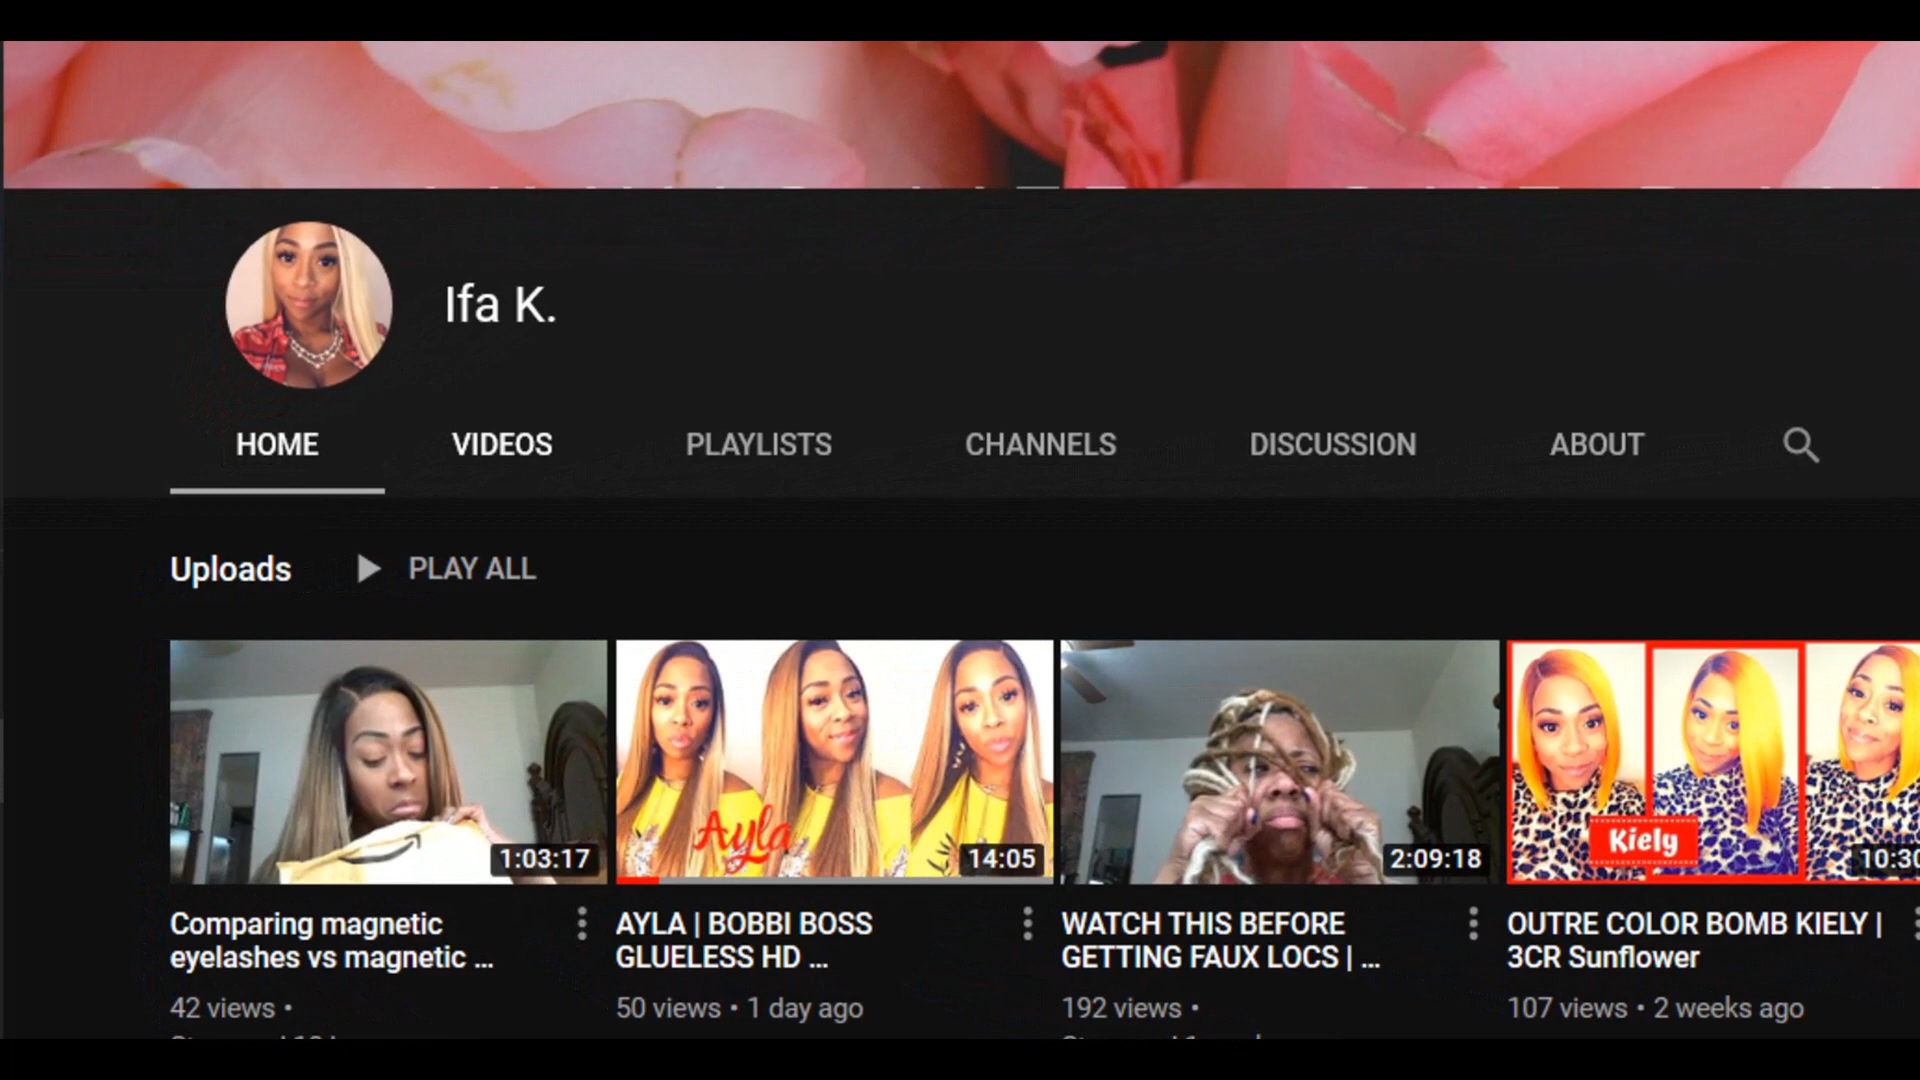 Ifa K.
HOME VIDEOS PLAYLISTS CHANNELS DISCUSSION ABOUT
Uploads PLAY ALL
1:03:17
Ayla
14:05
2:09:18
Kiely
10:30
Comparing magnetic
eyelashes vs magnetic ...
42 views •
AYLA | BOBBI BOSS
GLUELESS HD ...
50 views • 1 day ago
WATCH THIS BEFORE
GETTING FAUX LOCS | ...
192 views •
OUTRE COLOR BOMB KIELY |
3CR Sunflower
107 views • 2 weeks ago